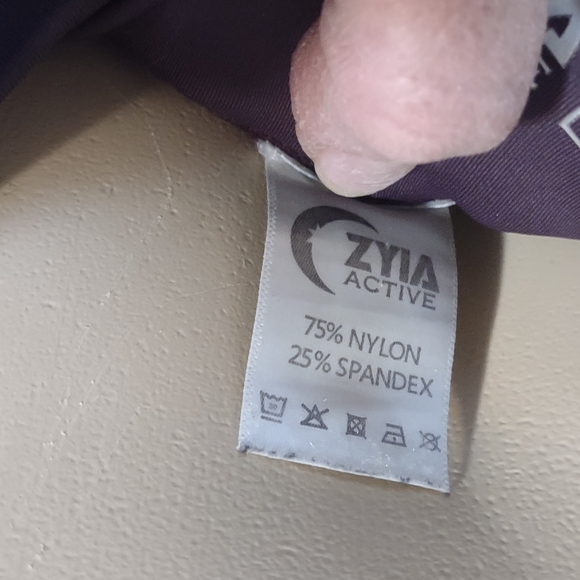 ZYIA
ACTIVE
75% NYLON
25% SPANDEX